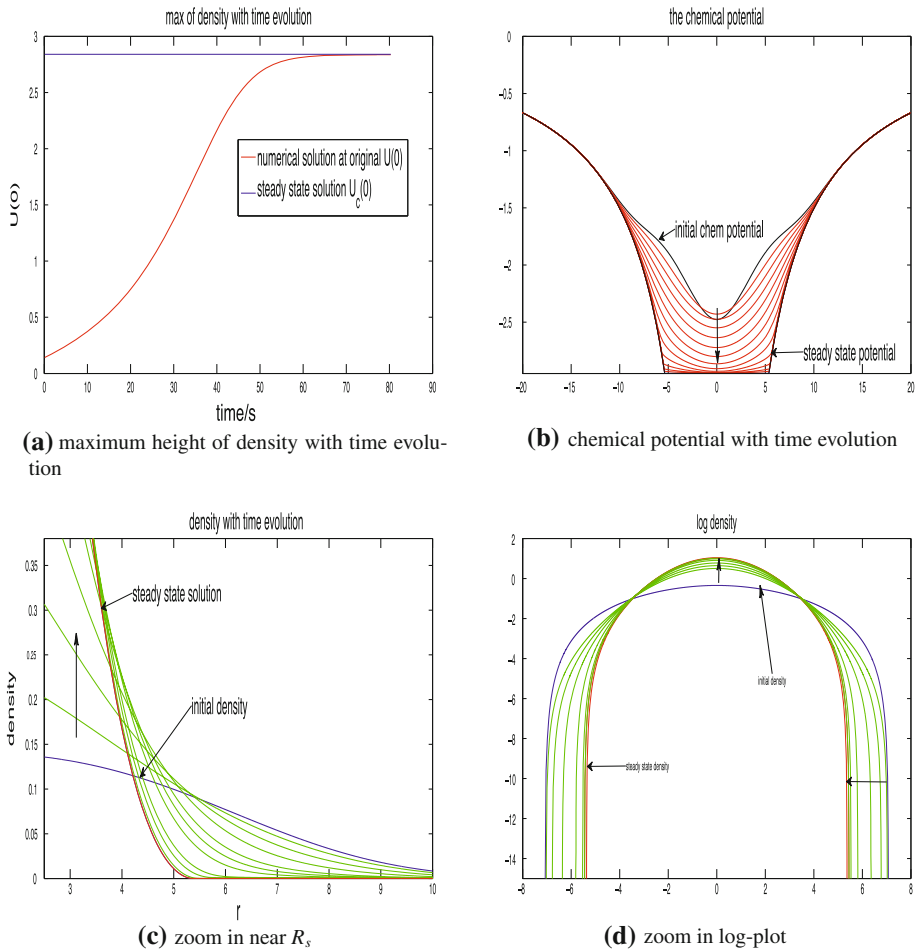 max of density with time evolution
3
2.5
2
1.5
1
0.5
0
0 10 20 30 40 50 60 70 80 90
U(0)
numerical solution at original U(0)
steady state solution U_C(0)
time/s
(a) maximum height of density with time evolu-
tion
the chemical potential
0
−0.5
−1
−1.5
−2
−2.5
−20 −15 −10 −5 0 5 10 15 20
initial chem potential
steady state potential
(b) chemical potential with time evolution
density with time evolution
0.35
0.3
0.25
0.2
0.15
0.1
0.05
0
3 4 5 6 7 8 9 10
density
steady state solution
initial density
r
(c) zoom in near R_s
log density
2
0
−2
−4
−6
−8
−10
−12
−14
−8 −6 −4 −2 0 2 4 6 8
initial density
steady state density
(d) zoom in log-plot